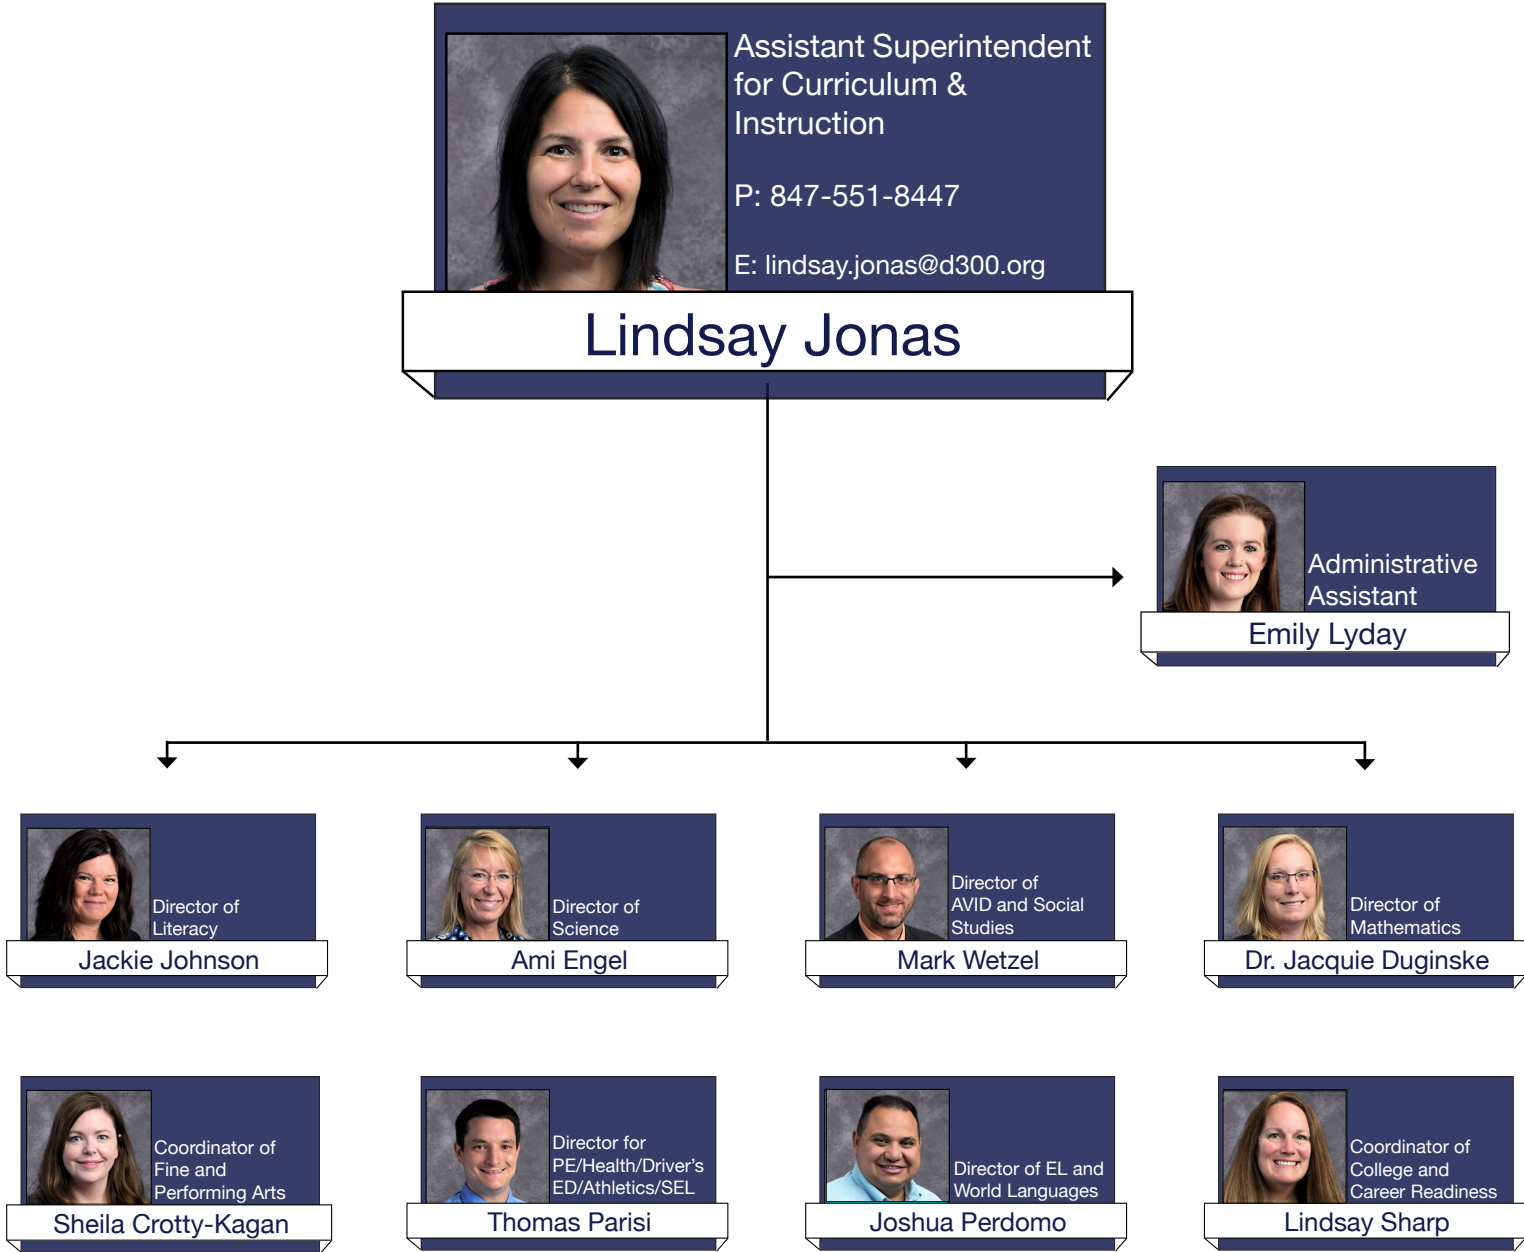 Assistant Superintendent
for Curriculum &
Instruction
P: 847-551-8447
E: lindsay.jonas@d300.org
Lindsay Jonas
Administrative
Assistant
Emily Lyday
Director of
Literacy
Jackie Johnson
Director of
Science
Ami Engel
Director of
AVID and Social
Studies
Mark Wetzel
Director of
Mathematics
Dr. Jacquie Duginske
Coordinator of
Fine and
Performing Arts
Sheila Crotty-Kagan
Director for
PE/Health/Driver’s
ED/Athletics/SEL
Thomas Parisi
Director of EL and
World Languages
Joshua Perdomo
Coordinator of
College and
Career Readiness
Lindsay Sharp